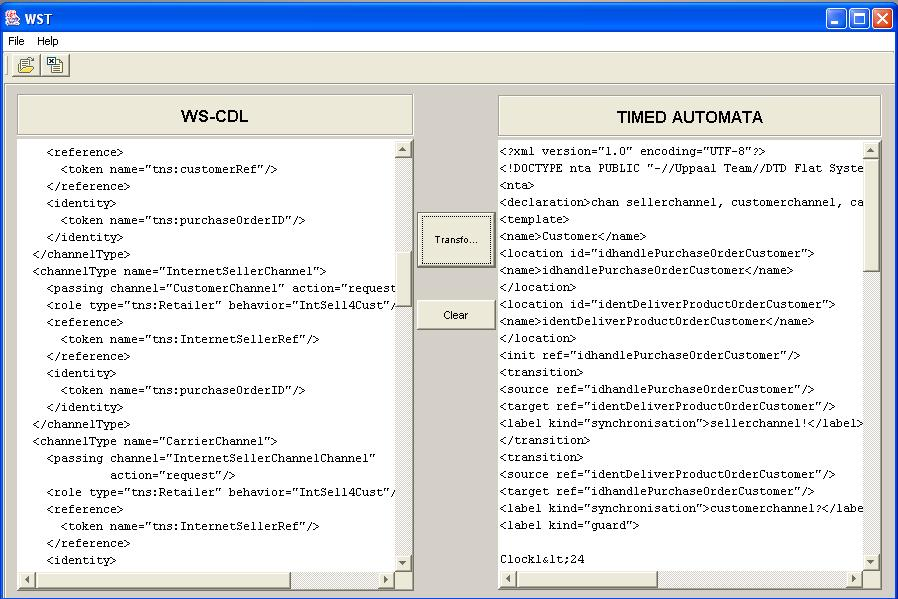 WST
File Help
WS-CDL
<reference>
<token name="tns:customerRef"/>
</reference>
<identity>
<token name="tns:purchaseOrderID"/>
</identity>
</channelType>
<channelType name="InternetSellerChannel">
<passing channel="CustomerChannel" action="request
<role type="tns:Retailer" behavior="IntSell4Cust"/
<reference>
<token name="tns:InternetSellerRef"/>
</reference>
<identity>
<token name="tns:purchaseOrderID"/>
</identity>
</channelType>
<channelType name="CarrierChannel">
<passing channel="InternetSellerChannelChannel"
action="request"/>
<role type="tns:Retailer" behavior="IntSell4Cust"/
<reference>
<token name="tns:InternetSellerRef"/>
</reference>
<identity>
Transfo...
Clear
TIMED AUTOMATA
<?xml version="1.0" encoding="UTF-8"?>
<!DOCTYPE nta PUBLIC "-//Uppaal Team//DTD Flat Syste
<nta>
<declaration>chan sellerchannel, customerchannel, ca
<template>
<name>Customer</name>
<location id="idhandlePurchaseOrderCustomer">
<name>idhandlePurchaseOrderCustomer</name>
</location>
<location id="identDeliverProductOrderCustomer">
<name>identDeliverProductOrderCustomer</name>
</location>
<init ref="idhandlePurchaseOrderCustomer"/>
<transition>
<source ref="idhandlePurchaseOrderCustomer"/>
<target ref="identDeliverProductOrderCustomer"/>
<label kind="synchronisation">sellerchannel!</label>
</transition>
<transition>
<source ref="identDeliverProductOrderCustomer"/>
<target ref="idhandlePurchaseOrderCustomer"/>
<label kind="synchronisation">customerchannel?</labe
<label kind="guard">
Clockl&lt;24